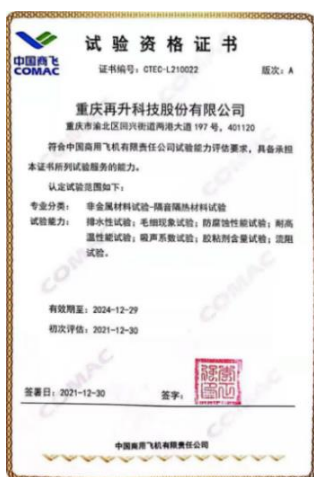 中国商飞
COMAC
试验资格证书
证书编号：CTEC-L210022 版次：A
重庆再升科技股份有限公司
重庆市渝北区回兴街道两港大道 197 号，401120
符合中国商用飞机有限责任公司试验能力评估要求，具备承担
本证书所列试验服务的能力。
认定试验范围如下：
专业分类： 非金属材料试验-隔音隔热材料试验
试验能力： 排水性试验；毛细现象试验；防腐蚀性能试验；耐高
温性能试验；吸声系数试验；胶粘剂含量试验；流阻
试验。
有效期至：2024-12-29
初次评估：2021-12-30
签署日：2021-12-30 签字：
中国商用飞机有限责任公司
COMAC
COMAC
COMAC
COMAC